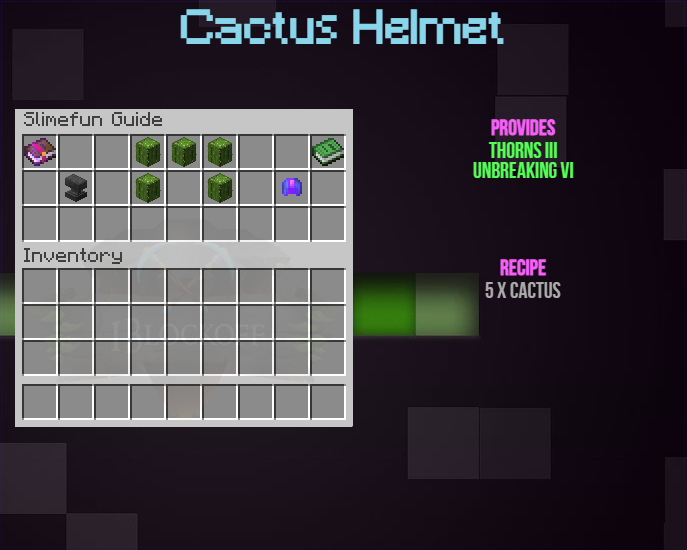 Cactus Helmet
Slimefun Guide
PROVIDES
THORNS III
UNBREAKING VI
Inventory
RECIPE
5 X CACTUS